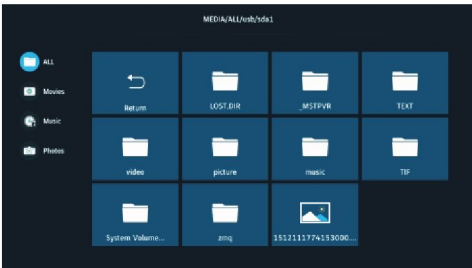 MEDIA/ALL/usb/sda1
ALL
Movies
Music
Photos
Return
LOST.DIR
_MSTPVR
TEXT
video
picture
music
TIF
System Volume...
zmq
1512111774153000...